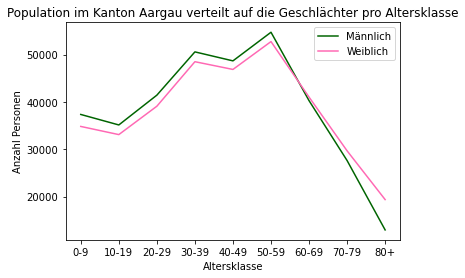 Population im Kanton Aargau verteilt auf die Geschlächter pro Altersklasse
Männlich
Weiblich
50000
40000
30000
20000
Anzahl Personen
0-9 10-19 20-29 30-39 40-49 50-59 60-69 70-79 80+
Altersklasse